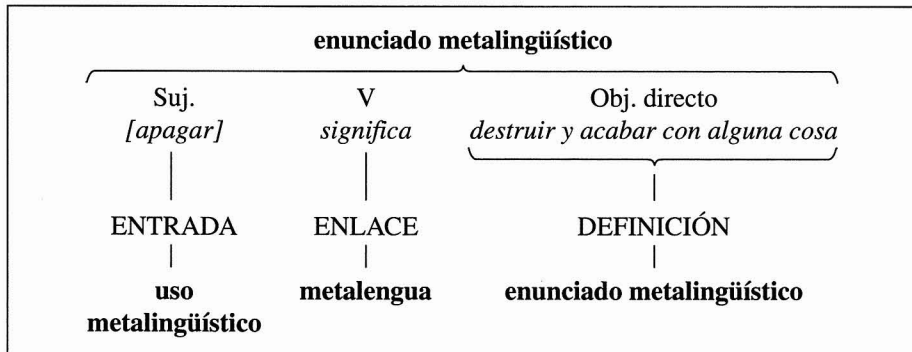 enunciado metalingüístico
Suj. V Obj. directo
[apagar] significa destruir y acabar con alguna cosa
ENTRADA ENLACE DEFINICIÓN
uso metalengua enunciado metalingüístico
metalingüístico